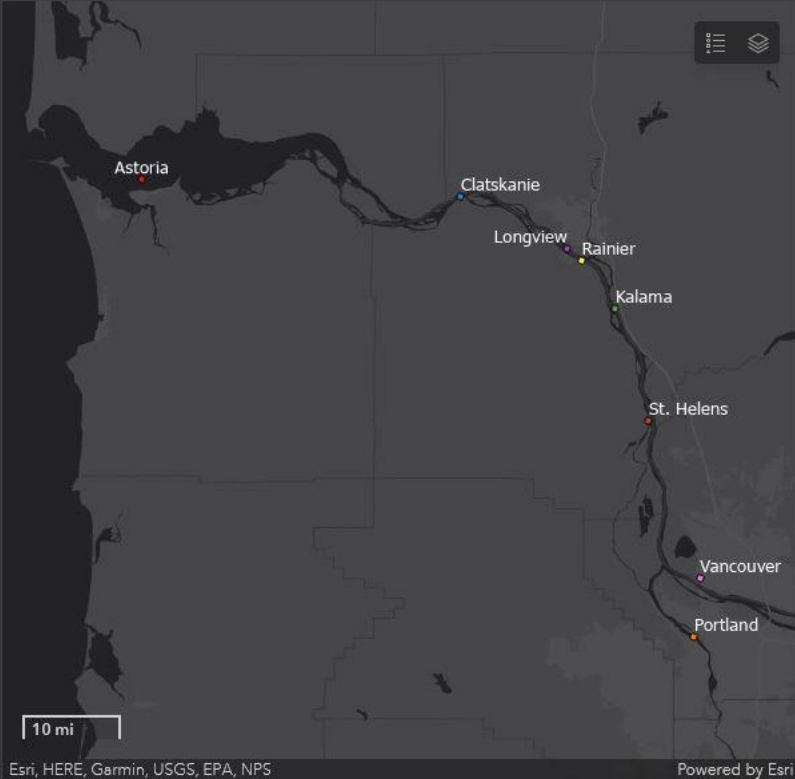 Astoria
Clatskanie
Longview
Rainier
Kalama
St. Helens
Vancouver
Portland
10 mi
Esri, HERE, Garmin, USGS, EPA, NPS
Powered by Esri